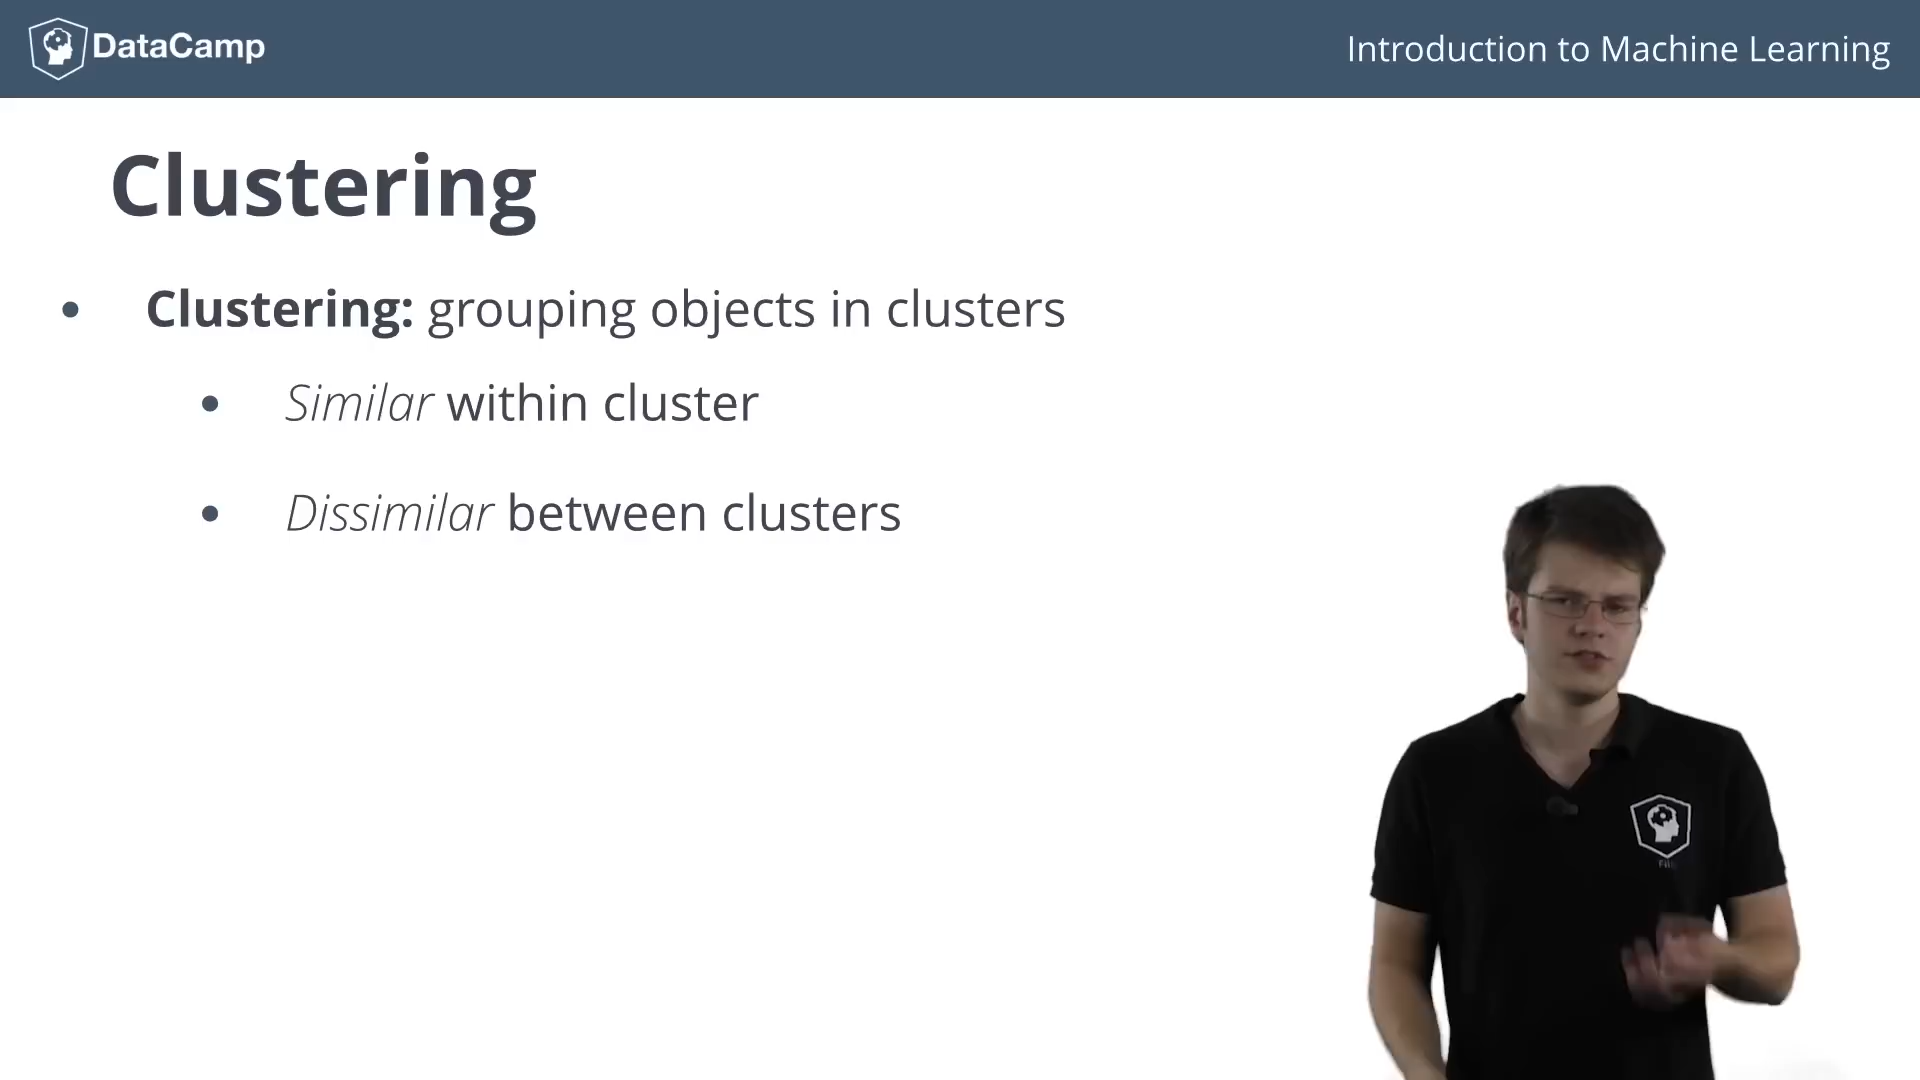 DataCamp
Introduction to Machine Learning
Clustering
• Clustering: grouping objects in clusters
• Similar within cluster
• Dissimilar between clusters